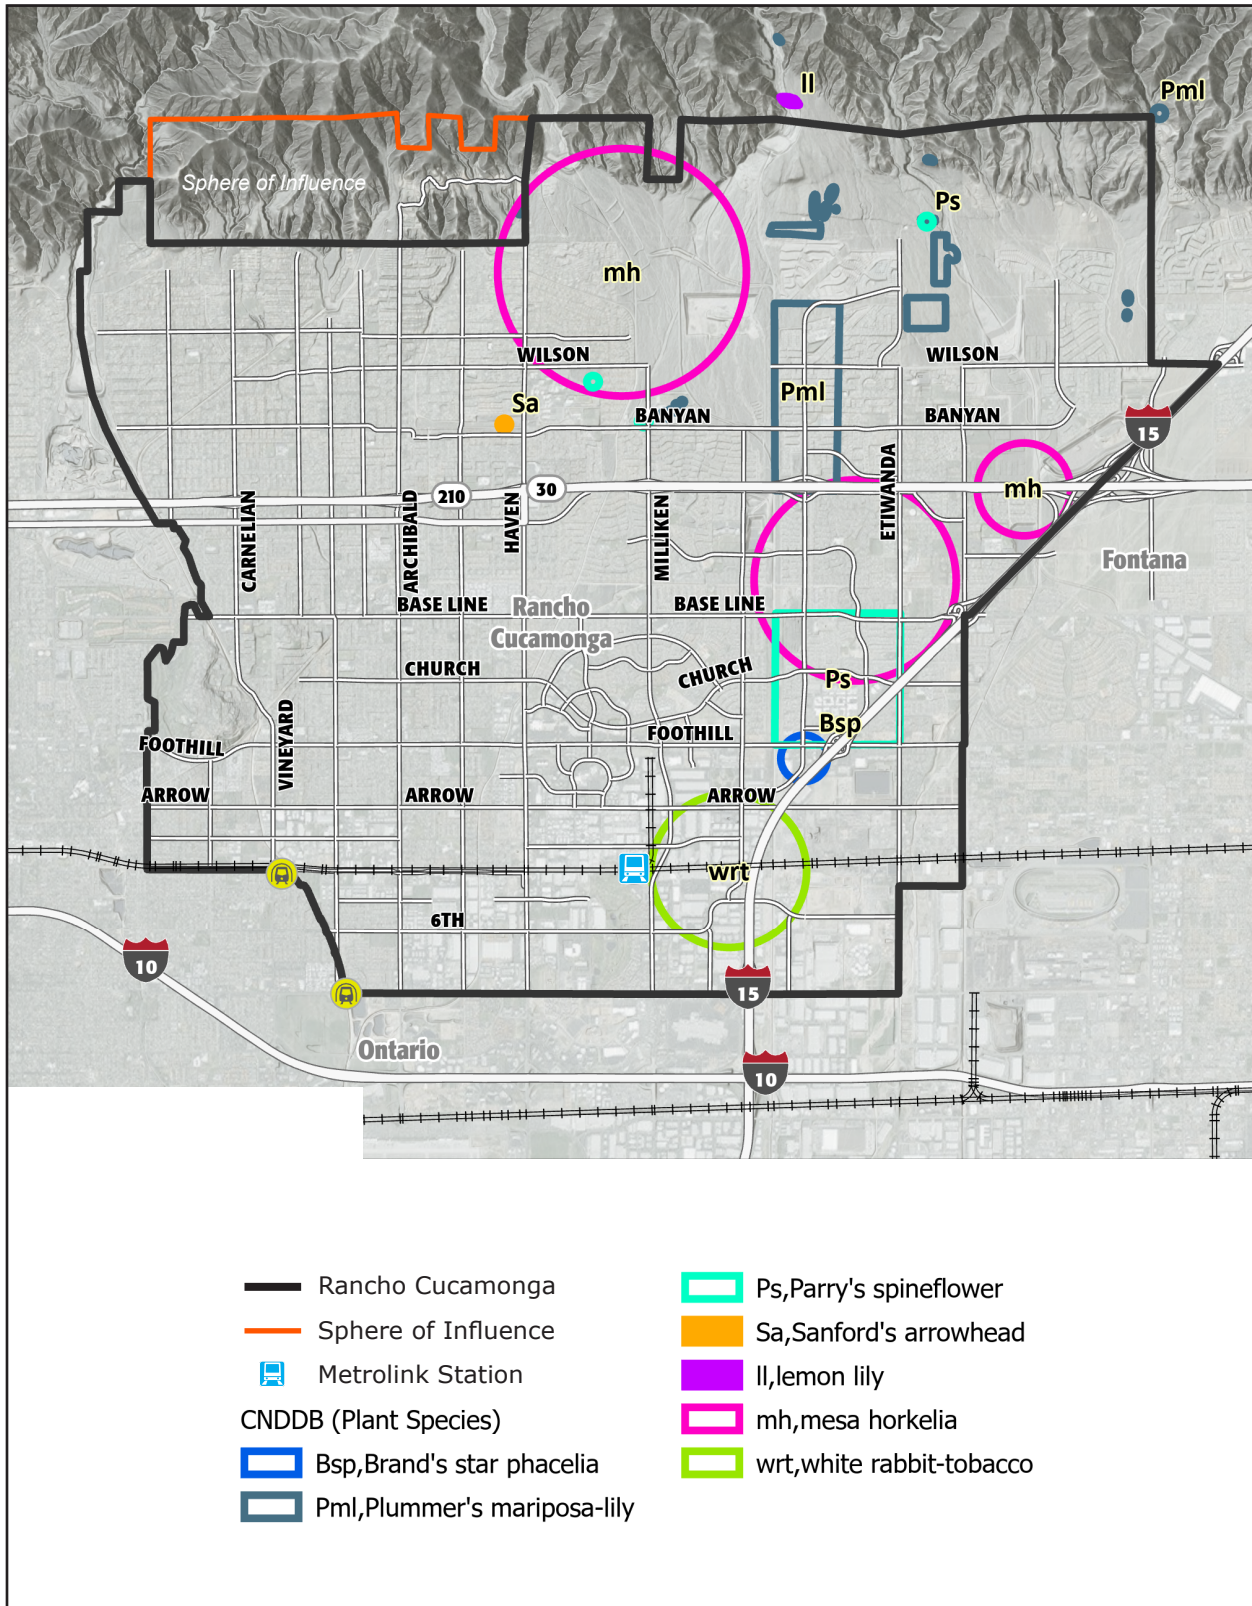 ll
Pml
Sphere of Influence
Ps
mh
WILSON
WILSON
Pml
Sa
BANYAN
BANYAN
15
210
30
mh
CARNELIAN
ARCHIBALD
HAVEN
MILLIKEN
ETIWANDA
Fontana
BASE LINE
Rancho
Cucamonga
BASE LINE
CHURCH
CHURCH
Ps
VINEYARD
FOOTHILL
FOOTHILL
Bsp
ARROW
ARROW
ARROW
wrt
6TH
10
15
Ontario
10
Rancho Cucamonga
Sphere of Influence
Metrolink Station
CNDDB (Plant Species)
Bsp,Brand's star phacelia
Pml,Plummer's mariposa-lily
Ps,Parry's spineflower
Sa,Sanford's arrowhead
ll,lemon lily
mh,mesa horkelia
wrt,white rabbit-tobacco